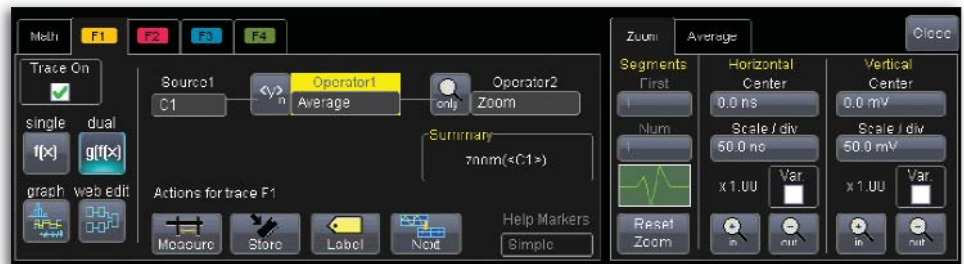 Math F1 F2 F3 F4
Trace On
Source1
C1
<y>n
Operator1
Average
only
Operator2
Zoom
single dual
f(x) g(f(x)
Summary
zoom(<C1>)
graph web edit
Actions for trace F1
Measure
Store
Label
Next
Help Markers
Simple
Zoom Average Close
Segments
First
1
Num
1
Reset
Zoom
Horizontal
Center
0.0 ns
Scale / div
50.0 ns
x 1.00 Var.
in out
Vertical
Center
0.0 mV
Scale / div
50.0 mV
x 1.00 Var.
in out